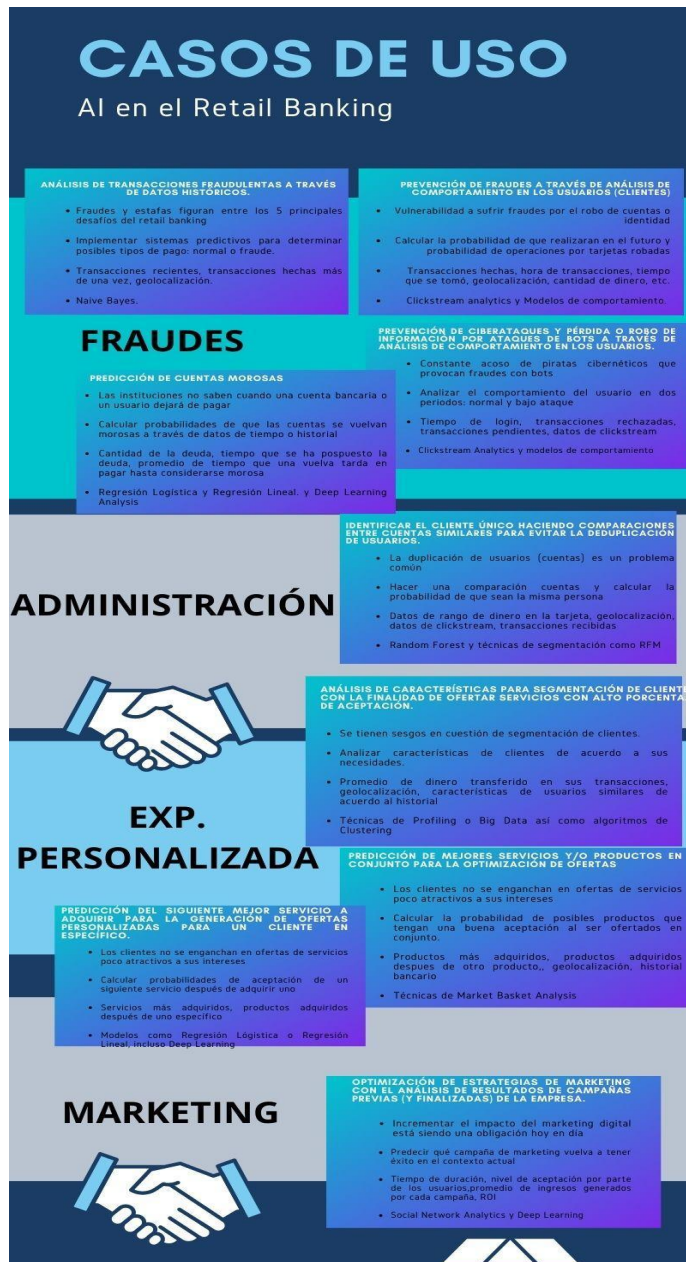 CASOS DE USO
AI en el Retail Banking
ANÁLISIS DE TRANSACCIONES FRAUDULENTAS A TRAVÉS
DE DATOS HISTÓRICOS.
• Fraudes y estafas figuran entre los 5 principales
desafíos del retail banking
• Implementar sistemas predictivos para determinar
posibles tipos de pago: normal o fraude.
• Transacciones recientes, transacciones hechas más
de una vez, geolocalización.
• Naive Bayes.
PREVENCIÓN DE FRAUDES A TRAVÉS DE ANÁLISIS DE
COMPORTAMIENTO EN LOS USUARIOS (CLIENTES)
• Vulnerabilidad a sufrir fraudes por el robo de cuentas o
identidad
• Calcular la probabilidad de que realizaran en el futuro y
probabilidad de operaciones por tarjetas robadas
• Transacciones hechas, hora de transacciones, tiempo
que se tomó, geolocalización, cantidad de dinero, etc.
• Clickstream analytics y Modelos de comportamiento.
FRAUDES
PREDICCIÓN DE CUENTAS MOROSAS
• Las instituciones no saben cuando una cuenta bancaria o
un usuario dejará de pagar
• Calcular probabilidades de que las cuentas se vuelvan
morosas a través de datos de tiempo o historial
• Cantidad de la deuda, tiempo que se ha pospuesto la
deuda, promedio de tiempo que una vuelva tarda en
pagar hasta considerarse morosa
• Regresión Logística y Regresión Lineal. y Deep Learning
Analysis
PREVENCIÓN DE CIBERATAQUES Y PÉRDIDA O ROBO DE
INFORMACIÓN POR ATAQUES DE BOTS A TRAVÉS DE
ANÁLISIS DE COMPORTAMIENTO EN LOS USUARIOS.
• Constante acoso de piratas cibernéticos que
provocan fraudes con bots
• Analizar el comportamiento del usuario en dos
periodos: normal y bajo ataque
• Tiempo de login, transacciones rechazadas,
transacciones pendientes, datos de clickstream
• Clickstream Analytics y modelos de comportamiento
ADMINISTRACIÓN
IDENTIFICAR EL CLIENTE ÚNICO HACIENDO COMPARACIONES
ENTRE CUENTAS SIMILARES PARA EVITAR LA DEDUPLICACIÓN
DE USUARIOS.
• La duplicación de usuarios (cuentas) es un problema
común
• Hacer una comparación cuentas y calcular la
probabilidad de que sean la misma persona
• Datos de rango de dinero en la tarjeta, geolocalización,
datos de clickstream, transacciones recibidas
• Random Forest y técnicas de segmentación como RFM
EXP.
PERSONALIZADA
ANÁLISIS DE CARACTERÍSTICAS PARA SEGMENTACIÓN DE CLIENT
CON LA FINALIDAD DE OFERTAR SERVICIOS CON ALTO PORCENTA
DE ACEPTACIÓN.
• Se tienen sesgos en cuestión de segmentación de clientes.
• Analizar características de clientes de acuerdo a sus
necesidades.
• Promedio de dinero transferido en sus transacciones,
geolocalización, características de usuarios similares de
acuerdo al historial
• Técnicas de Profiling o Big Data así como algoritmos de
Clustering
PREDICCIÓN DE MEJORES SERVICIOS Y/O PRODUCTOS EN
CONJUNTO PARA LA OPTIMIZACIÓN DE OFERTAS
• Los clientes no se enganchan en ofertas de servicios
poco atractivos a sus intereses
• Calcular la probabilidad de posibles productos que
tengan una buena aceptación al ser ofertados en
conjunto.
• Productos más adquiridos, productos adquiridos
despues de otro producto,, geolocalización, historial
bancario
• Técnicas de Market Basket Analysis
PREDICCIÓN DEL SIGUIENTE MEJOR SERVICIO A
ADQUIRIR PARA LA GENERACIÓN DE OFERTAS
PERSONALIZADAS PARA UN CLIENTE EN
ESPECÍFICO.
• Los clientes no se enganchan en ofertas de servicios
poco atractivos a sus intereses
• Calcular probabilidades de aceptación de un
siguiente servicio después de adquirir uno
• Servicios más adquiridos, productos adquiridos
después de uno específico
• Modelos como Regresión Lógistica o Regresión
Lineal, incluso Deep Learning
MARKETING
OPTIMIZACIÓN DE ESTRATEGIAS DE MARKETING
CON EL ANÁLISIS DE RESULTADOS DE CAMPAÑAS
PREVIAS (Y FINALIZADAS) DE LA EMPRESA.
• Incrementar el impacto del marketing digital
está siendo una obligación hoy en día
• Predecir qué campaña de marketing vuelva a tener
éxito en el contexto actual
• Tiempo de duración, nivel de aceptación por parte
de los usuarios,promedio de ingresos generados
por cada campaña, ROI
• Social Network Analytics y Deep Learning